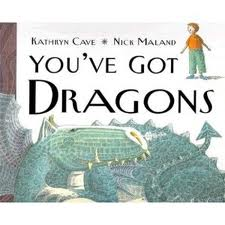 KATHRYN CAVE * NICK MALAND
YOU'VE GOT
DRAGONS